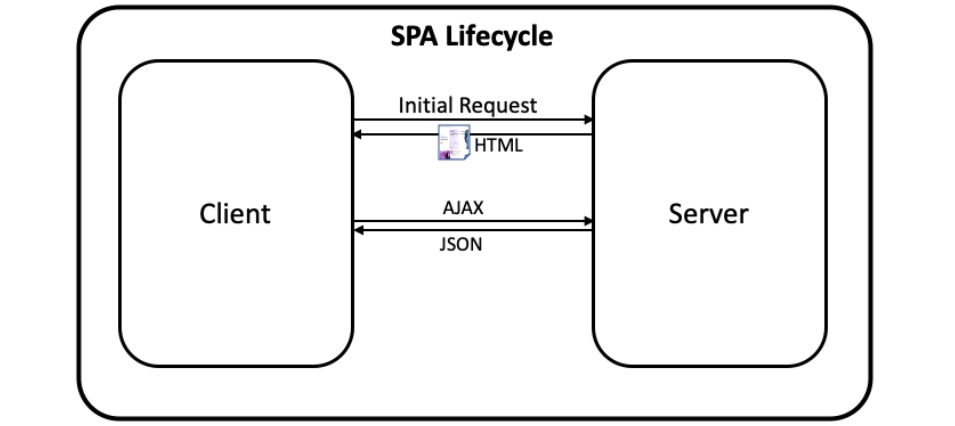 SPA Lifecycle
Initial Request
HTML
Client
AJAX
Server
JSON